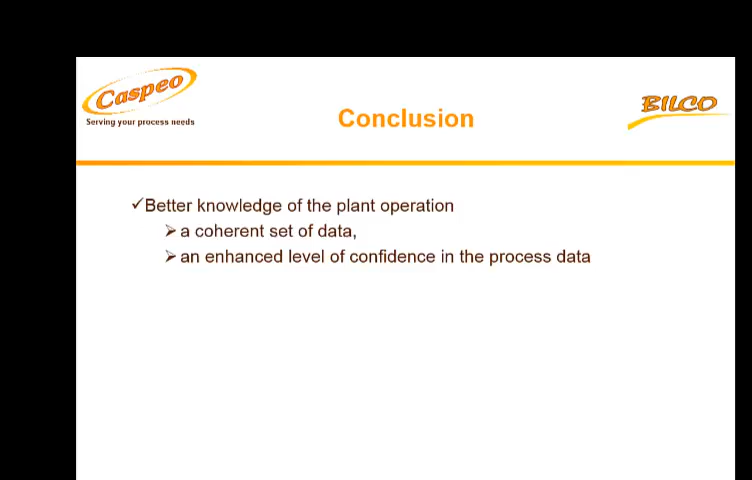 Caspeo
Serving your process needs
Conclusion
BILCO
✓Better knowledge of the plant operation
➢a coherent set of data,
➢an enhanced level of confidence in the process data